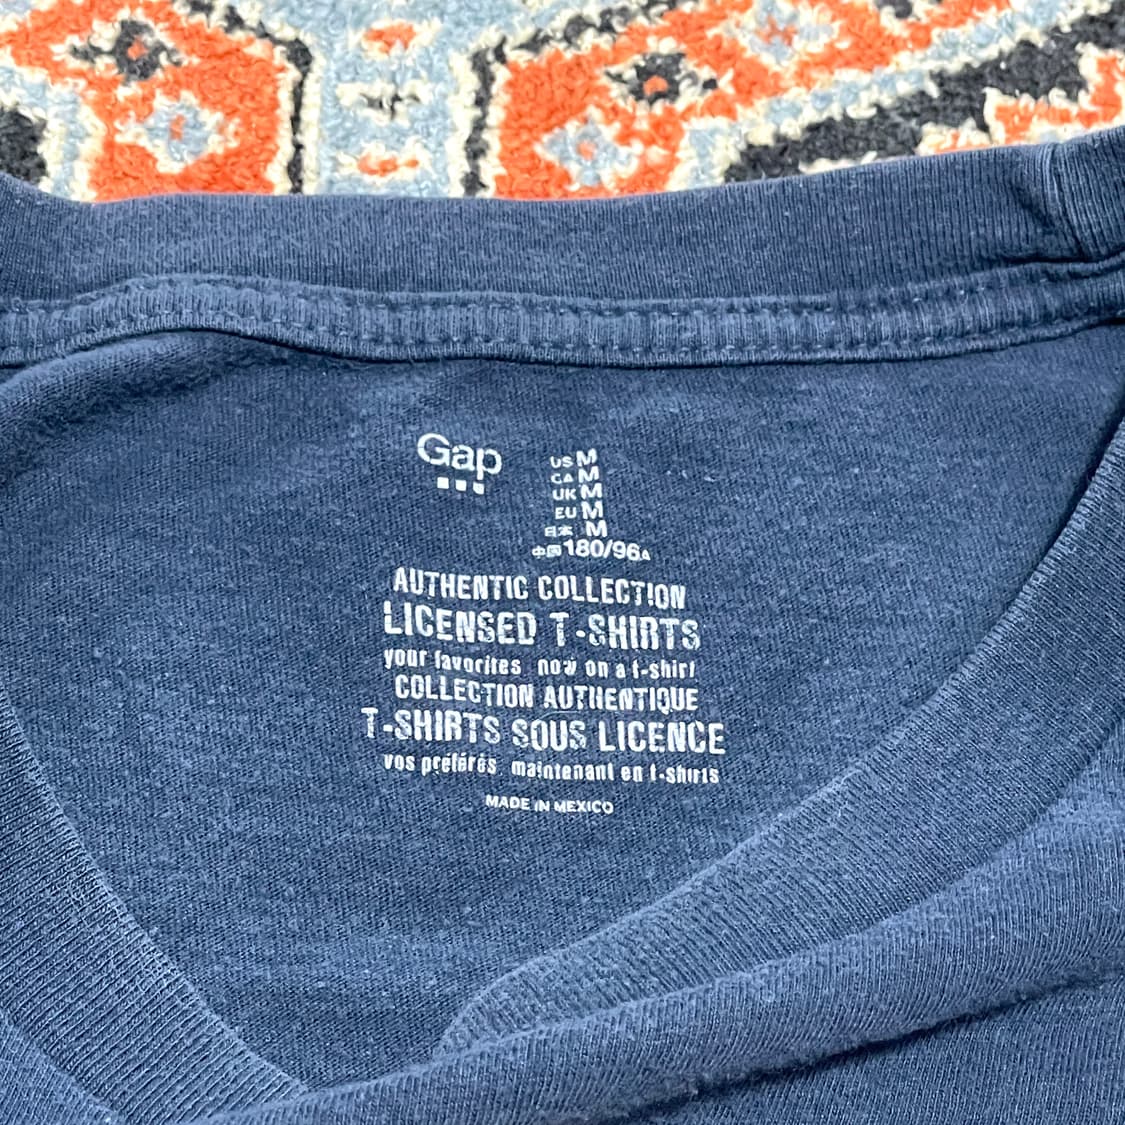 Gap
US M
CA M
UK M
EU M
日本 M
中国 180/96A
AUTHENTIC COLLECTION
LICENSED T-SHIRTS
your favorites now on a t-shirt
COLLECTION AUTHENTIQUE
T-SHIRTS SOUS LICENCE
vos préférés, maintenant en t-shirts
MADE IN MEXICO